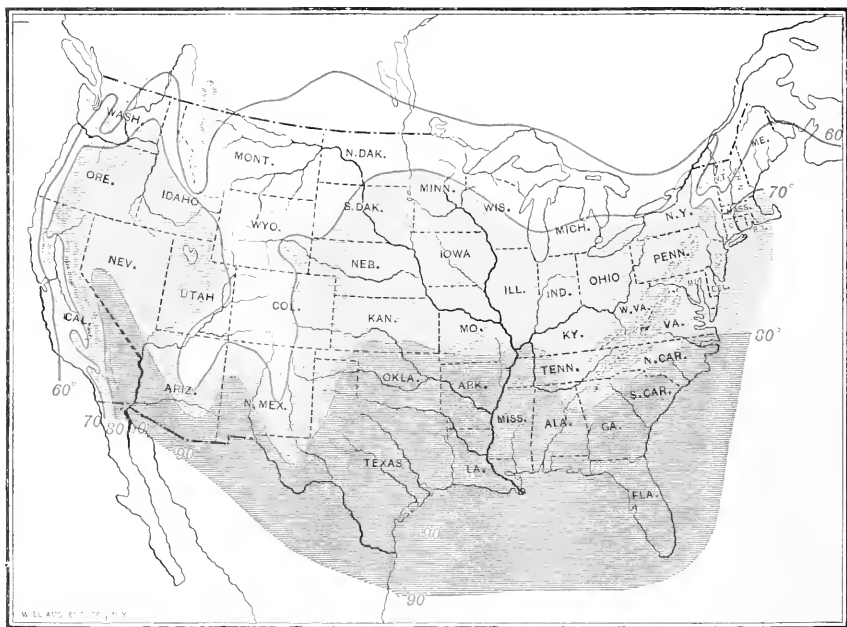 WASH.
MONT.
N.DAK.
MINN.
ME.
60
ORE.
IDAHO
S.DAK.
WIS.
MICH.
N.Y.
MASS.
70°
WYO.
NEB.
IOWA
ILL.
IND.
OHIO
PENN.
NEV.
UTAH
COL.
KAN.
MO.
KY.
W.VA.
VA.
80°
CAL.
60°
ARIZ.
N.MEX.
OKLA.
ARK.
TENN.
N.CAR.
S.CAR.
70
80
90
TEXAS
LA.
MISS.
ALA.
GA.
FLA.
90
90